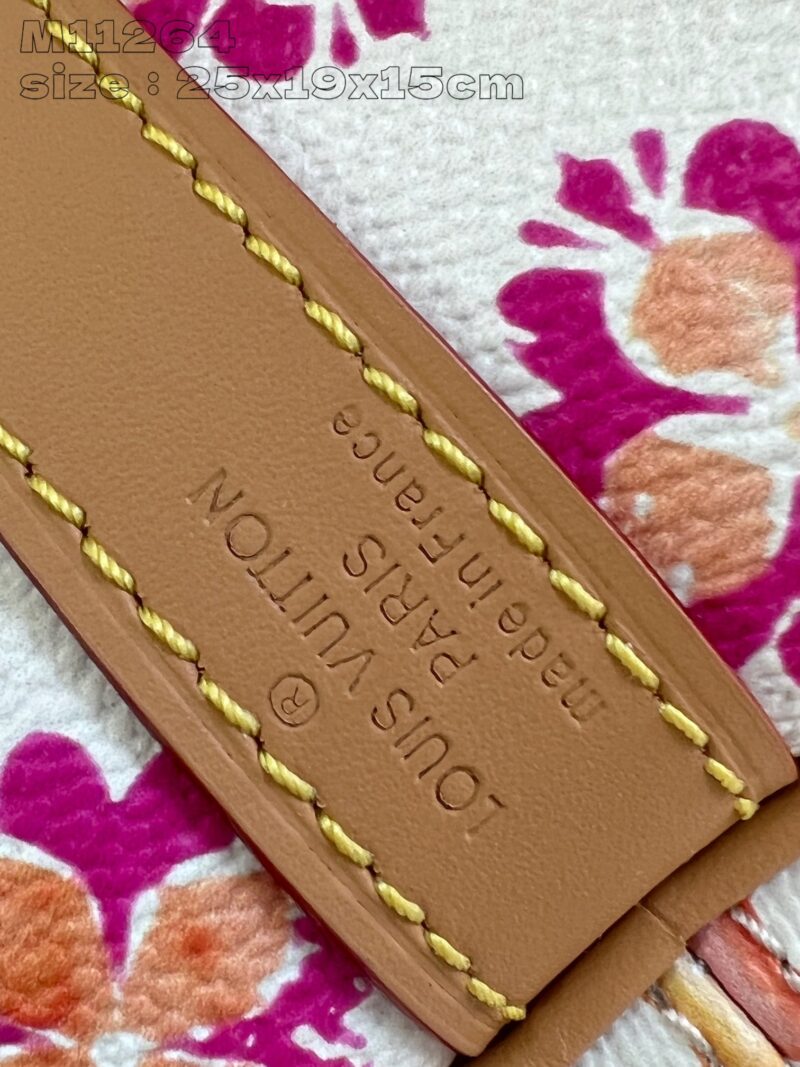 M11264
size : 25x19x15cm
®
LOUIS VUITTON
PARIS
made in France